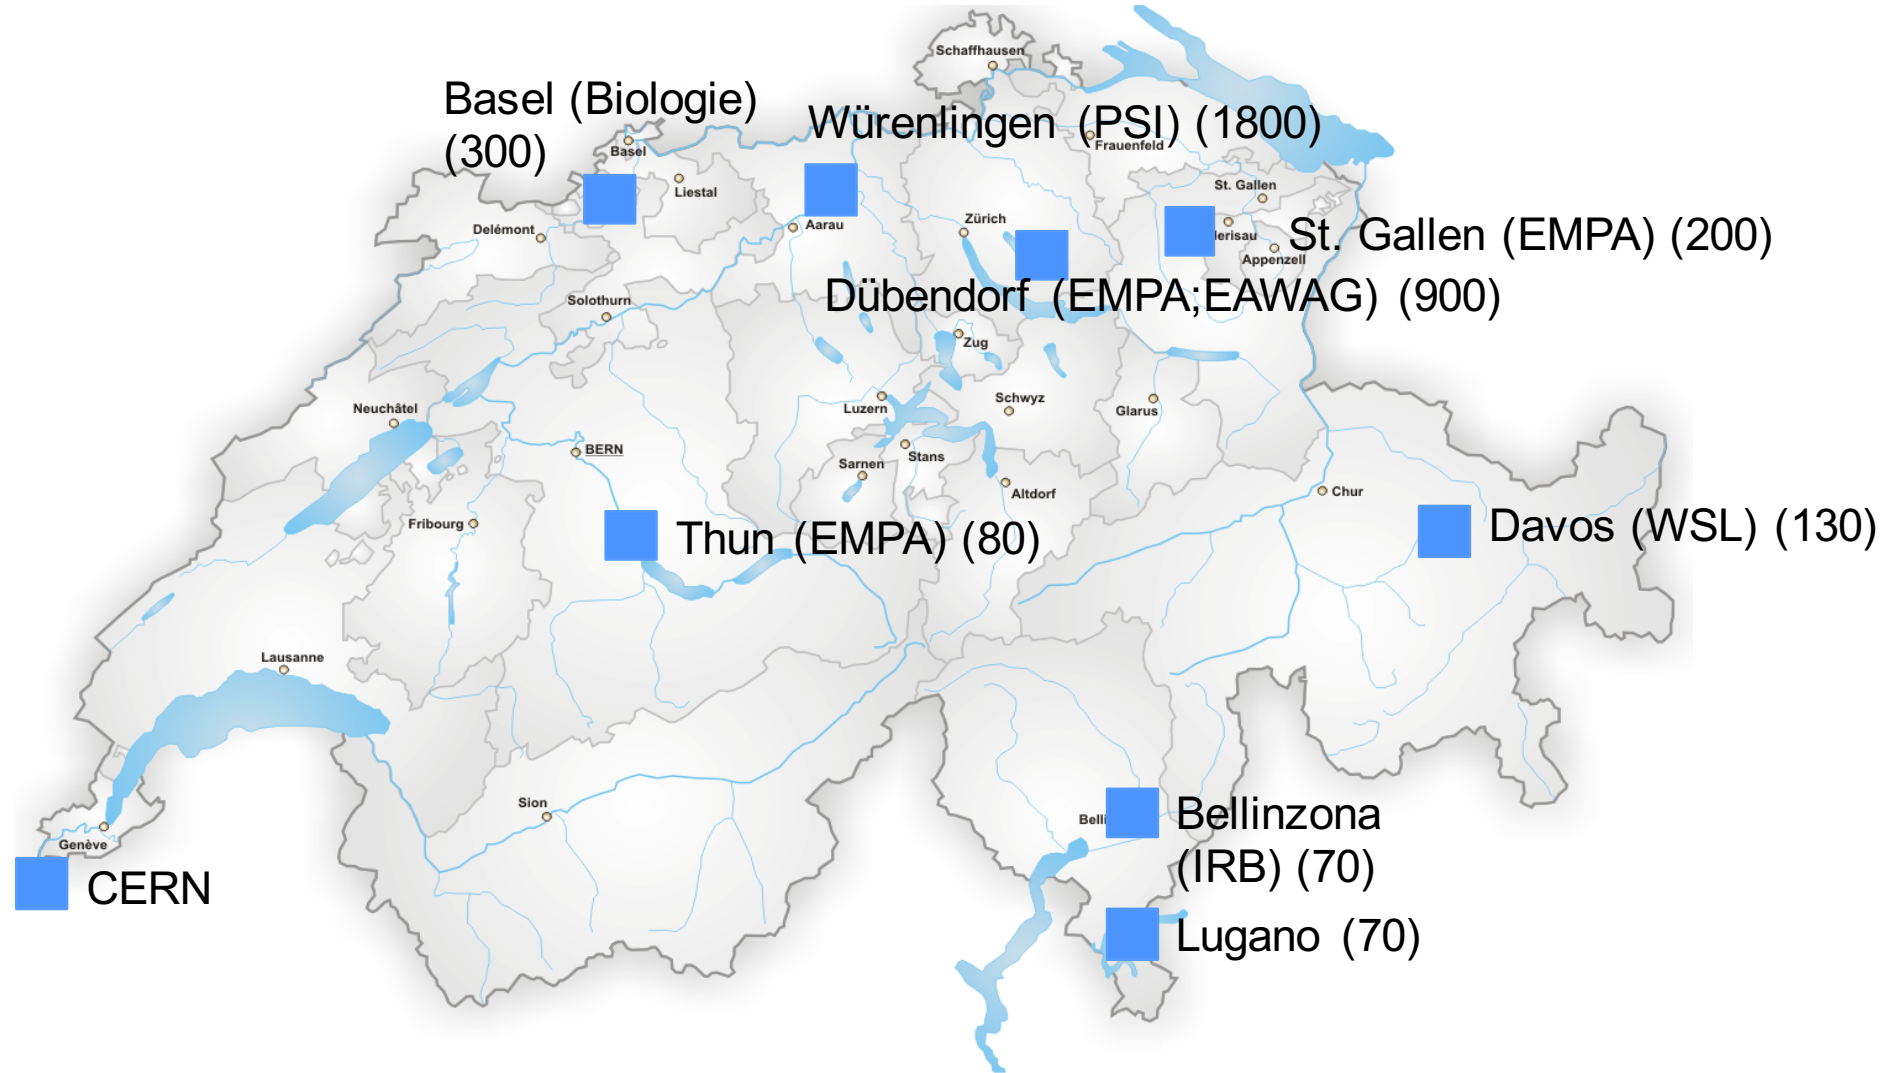 Schaffhausen
Basel (Biologie)
(300)
Würenlingen (PSI) (1800)
Frauenfeld
Basel
Liestal
St. Gallen
Delémont
Aarau
Zürich
Herisau
St. Gallen (EMPA) (200)
Appenzell
Dübendorf (EMPA;EAWAG) (900)
Solothurn
Zug
Neuchâtel
Luzern
Schwyz
Glarus
BERN
Stans
Sarnen
Altdorf
Chur
Fribourg
Thun (EMPA) (80)
Davos (WSL) (130)
Lausanne
Sion
Belli
Bellinzona
(IRB) (70)
Genève
CERN
Lugano (70)